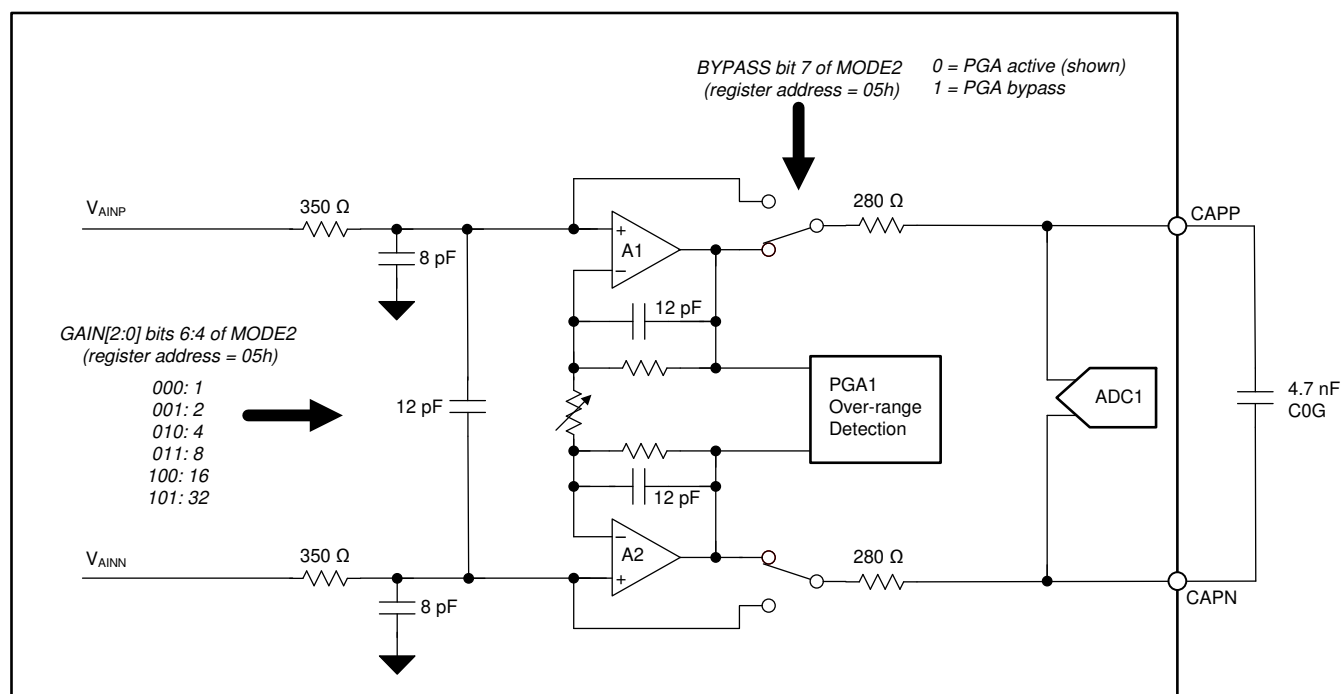 BYPASS bit 7 of MODE2
(register address = 05h)
0 = PGA active (shown)
1 = PGA bypass
VAINP
350 Ω
8 pF
+
A1
−
280 Ω
CAPP
12 pF
GAIN[2:0] bits 6:4 of MODE2
(register address = 05h)
000: 1
001: 2
010: 4
011: 8
100: 16
101: 32
12 pF
PGA1
Over-range
Detection
ADC1
4.7 nF
C0G
12 pF
VAINN
350 Ω
8 pF
−
A2
+
280 Ω
CAPN